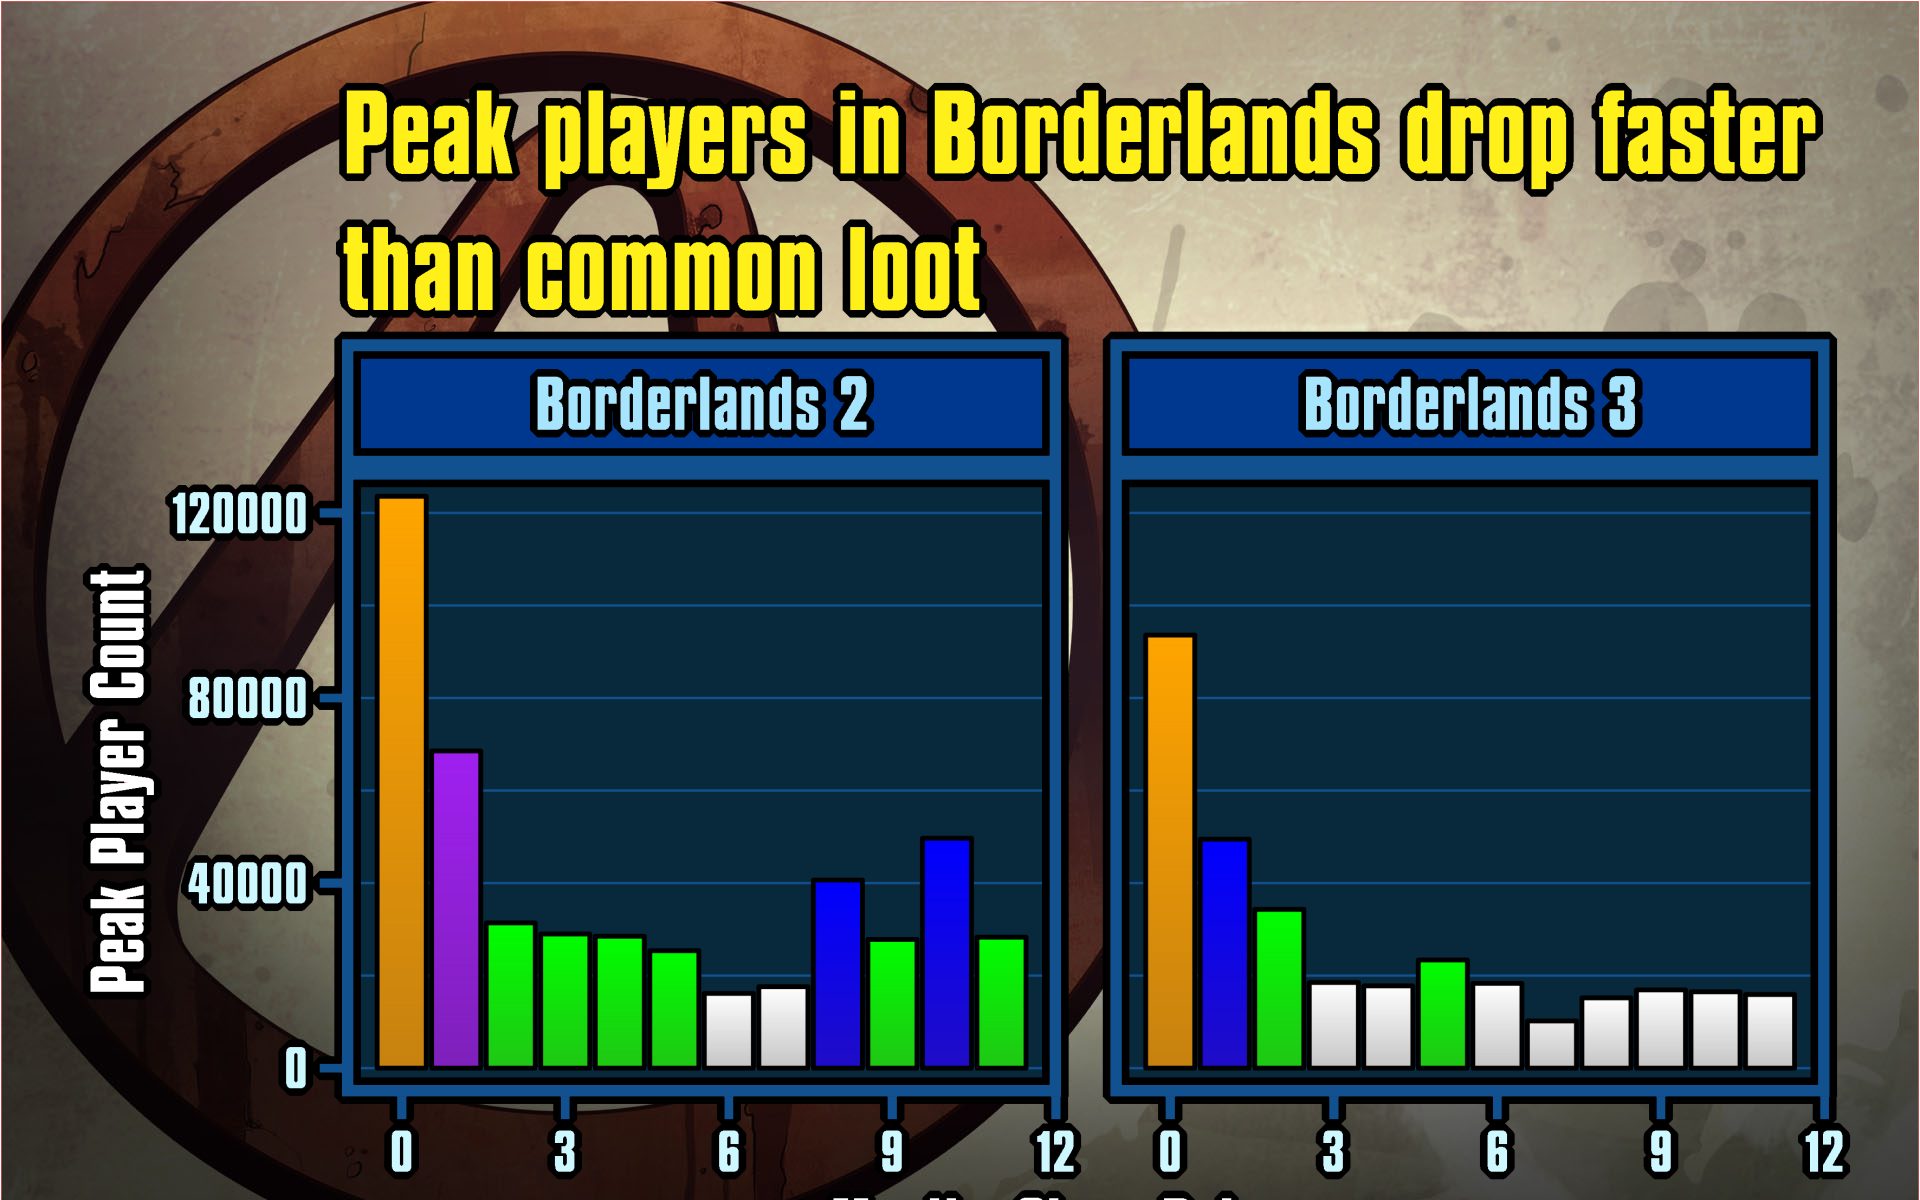 Peak players in Borderlands drop faster
than common loot
Borderlands 2
Borderlands 3
Peak Player Count
120000
80000
40000
0
0 3 6 9 12
0 3 6 9 12